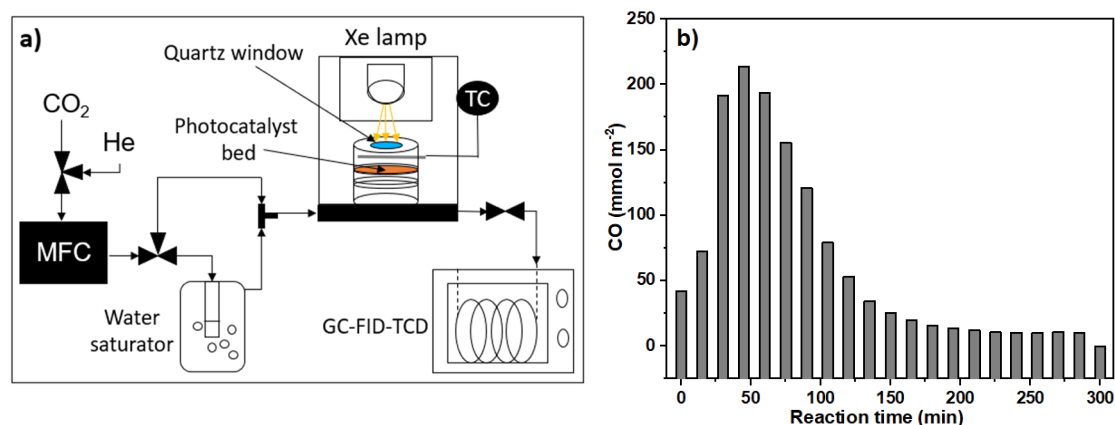 a)
Xe lamp
Quartz window
TC
CO₂
He
Photocatalyst
bed
MFC
Water
saturator
GC-FID-TCD
b)
CO (mmol m⁻²)
250
200
150
100
50
0
0 50 100 150 200 250 300
Reaction time (min)